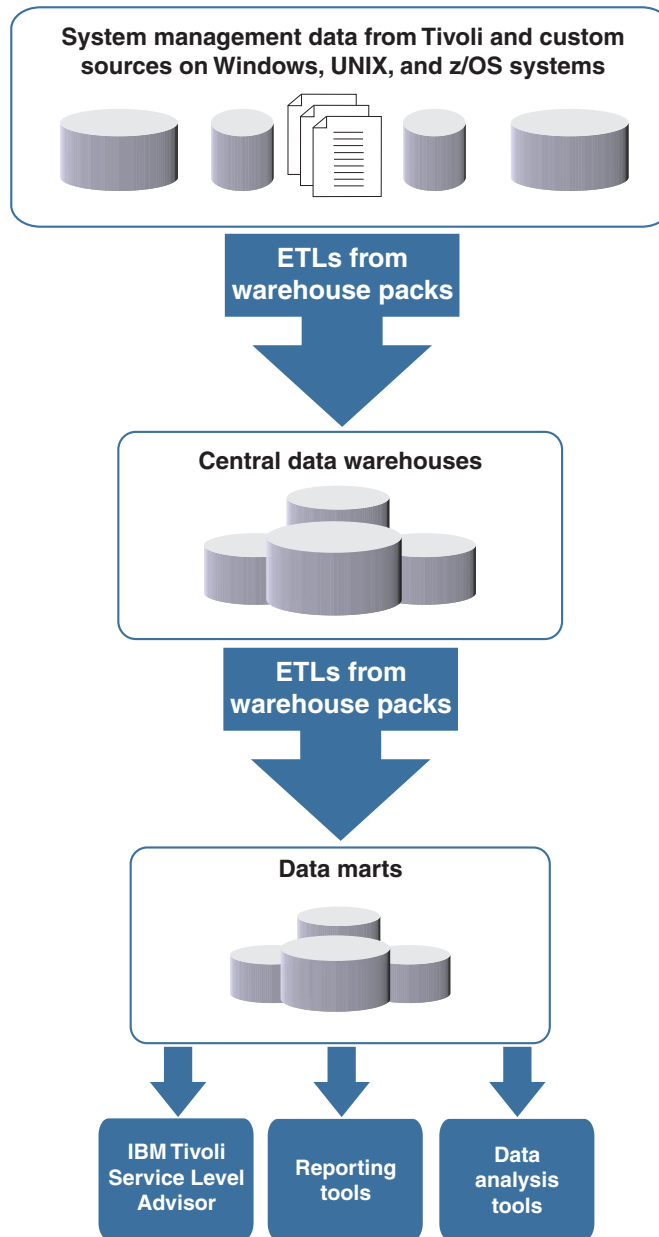 System management data from Tivoli and custom
sources on Windows, UNIX, and z/OS systems
ETLs from
warehouse packs
Central data warehouses
ETLs from
warehouse packs
Data marts
IBM Tivoli
Service Level
Advisor
Reporting
tools
Data
analysis
tools